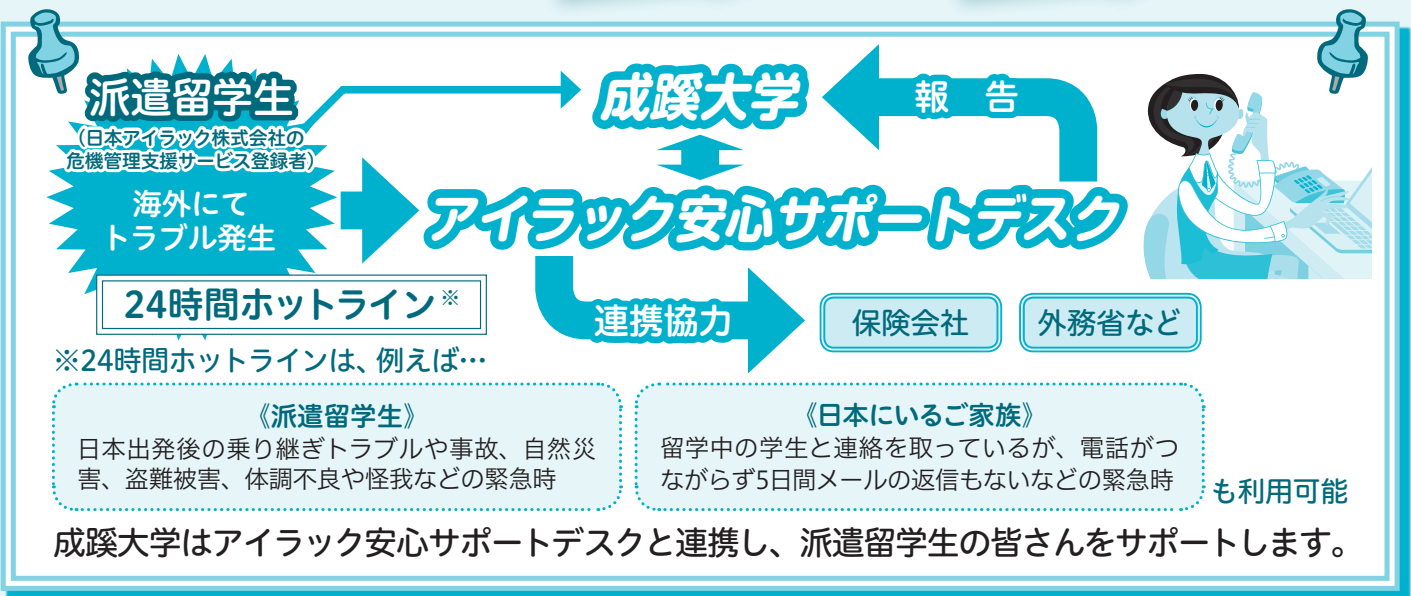 派遣留学生
(日本アイラック株式会社の
危機管理支援サービス登録者)
海外にて
トラブル発生
成蹊大学
報 告
アイラック安心サポートデスク
24時間ホットライン※
連携協力
保険会社
外務省など
※24時間ホットラインは、例えば…
《派遣留学生》
日本出発後の乗り継ぎトラブルや事故、自然災
害、盗難被害、体調不良や怪我などの緊急時
《日本にいるご家族》
留学中の学生と連絡を取っているが、電話がつ
ながらず5日間メールの返信もないなどの緊急時
も利用可能
成蹊大学はアイラック安心サポートデスクと連携し、派遣留学生の皆さんをサポートします。